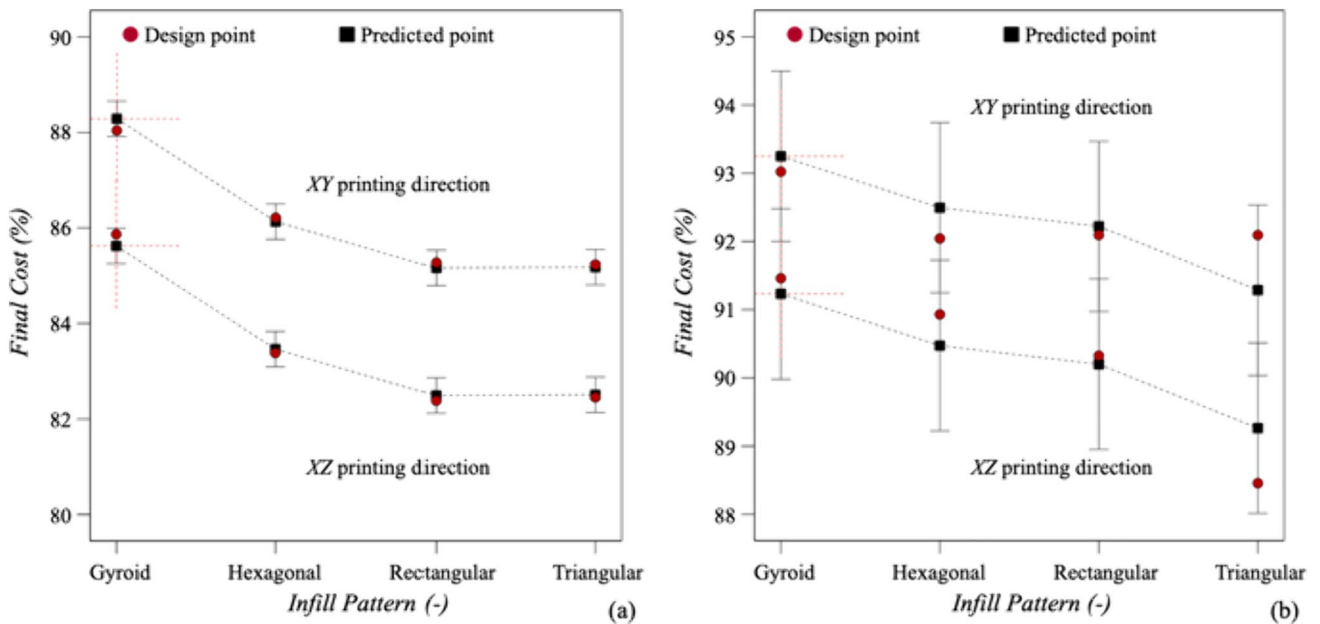 90
Design point
Predicted point
88
XY printing direction
86
Final Cost (%)
84
82
XZ printing direction
80
Gyroid
Hexagonal
Rectangular
Triangular
Infill Pattern (-)
(a)
95
Design point
Predicted point
94
XY printing direction
93
92
Final Cost (%)
91
90
89
XZ printing direction
88
Gyroid
Hexagonal
Rectangular
Triangular
Infill Pattern (-)
(b)